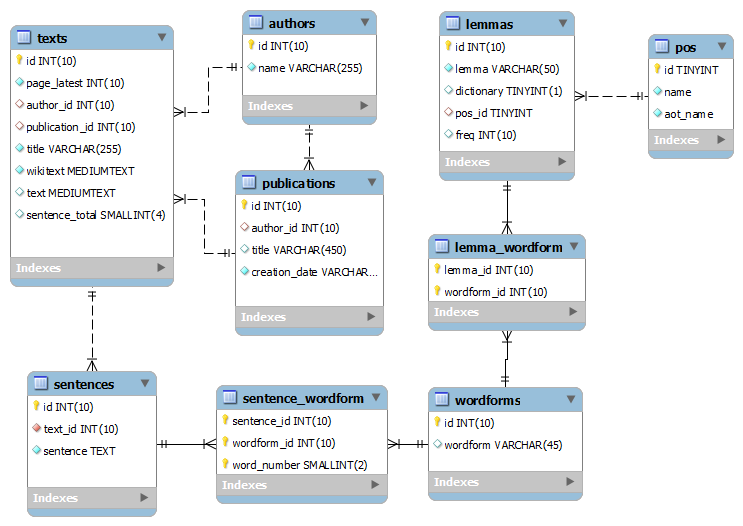 texts
id INT(10)
page_latest INT(10)
author_id INT(10)
publication_id INT(10)
title VARCHAR(255)
wikitext MEDIUMTEXT
text MEDIUMTEXT
sentence_total SMALLINT(4)
Indexes
authors
id INT(10)
name VARCHAR(255)
Indexes
publications
id INT(10)
author_id INT(10)
title VARCHAR(450)
creation_date VARCHAR...
Indexes
lemmas
id INT(10)
lemma VARCHAR(50)
dictionary TINYINT(1)
pos_id TINYINT
freq INT(10)
Indexes
pos
id TINYINT
name
aot_name
Indexes
lemma_wordform
lemma_id INT(10)
wordform_id INT(10)
Indexes
sentences
id INT(10)
text_id INT(10)
sentence TEXT
Indexes
sentence_wordform
sentence_id INT(10)
wordform_id INT(10)
word_number SMALLINT(2)
Indexes
wordforms
id INT(10)
wordform VARCHAR(45)
Indexes